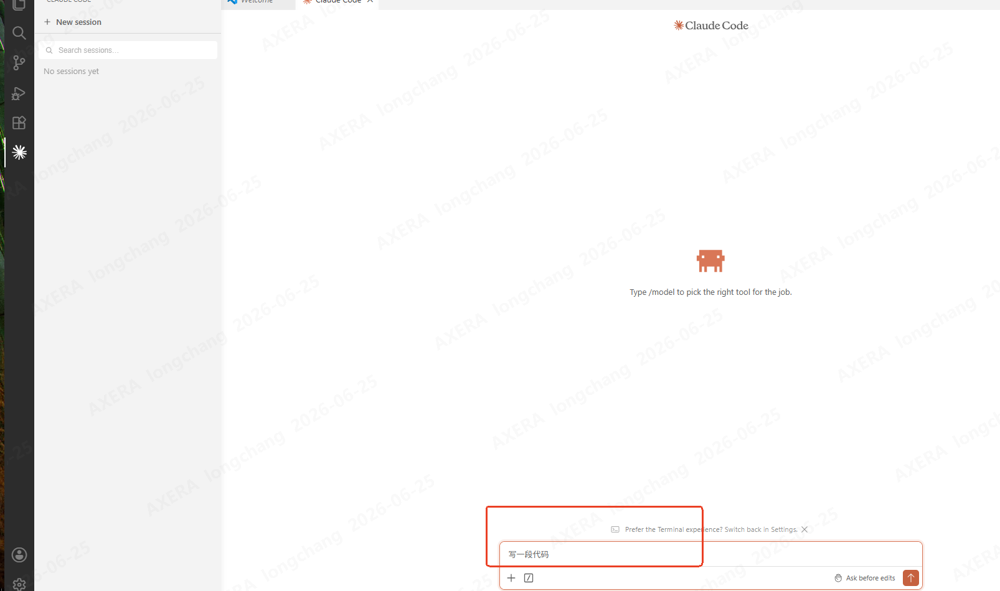 CLAUDE CODE
Welcome
Claude Code
New session
Search sessions...
No sessions yet
Claude Code
Type /model to pick the right tool for the job.
Prefer the Terminal experience? Switch back in Settings.
写一段代码
Ask before edits
AXERA longchang 2026-06-25